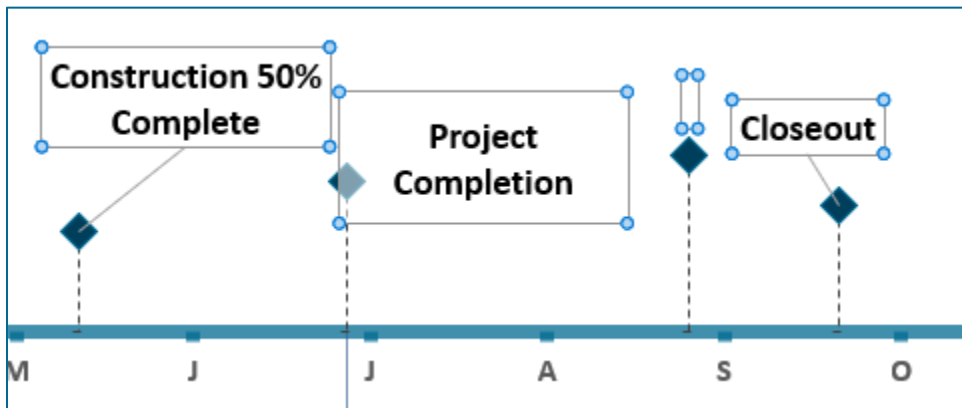 Construction 50%
Complete
Project
Completion
Closeout
M J J A S O